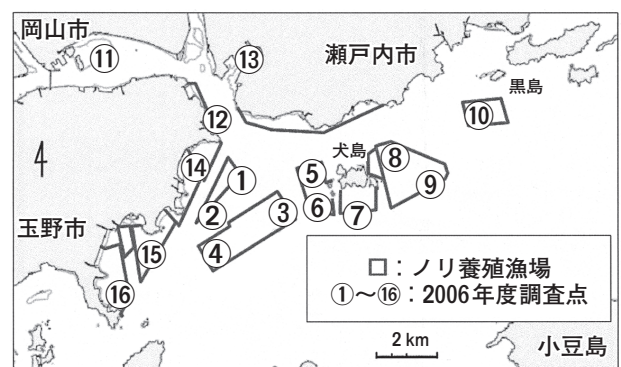 岡山市
⑪
⑬
瀬戸内市
黒島
⑩
⑫
犬島
⑭
①
⑤
⑧
⑨
②
③
⑥
⑦
玉野市
④
⑮
⑯
□：ノリ養殖漁場
①～⑯：2006年度調査点
2 km
小豆島